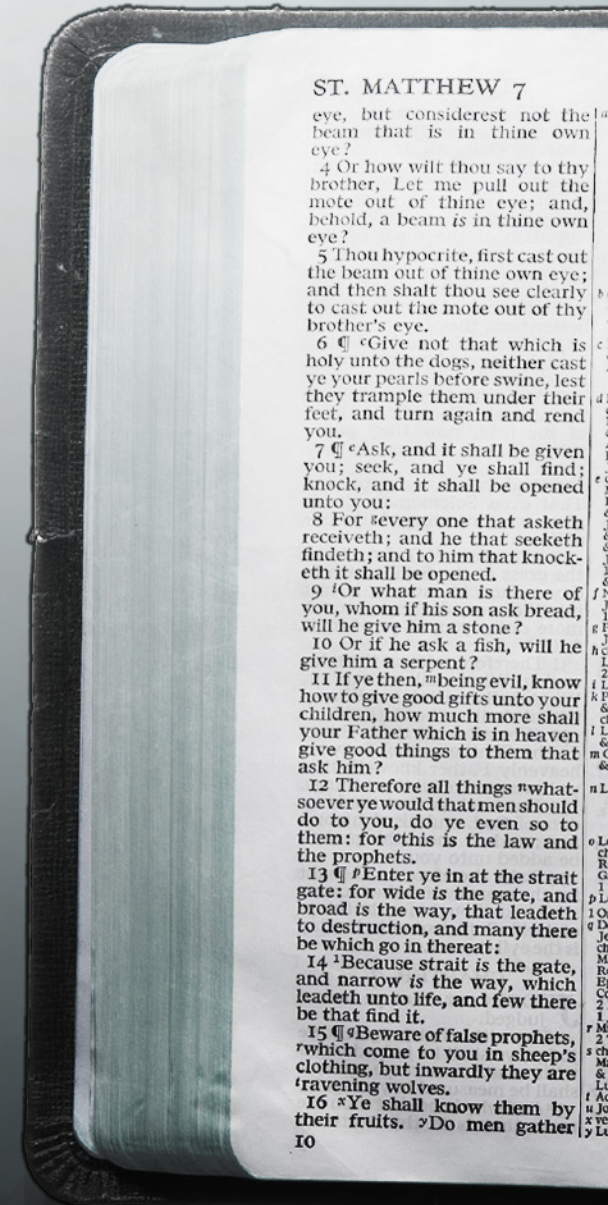 ST. MATTHEW 7
eye, but considerest not the
beam that is in thine own
eye?
4 Or how wilt thou say to thy
brother, Let me pull out the
mote out of thine eye; and,
behold, a beam is in thine own
eye?
5 Thou hypocrite, first cast out
the beam out of thine own eye;
and then shalt thou see clearly
to cast out the mote out of thy
brother's eye.
6 ¶ cGive not that which is
holy unto the dogs, neither cast
ye your pearls before swine, lest
they trample them under their
feet, and turn again and rend
you.
7 ¶ eAsk, and it shall be given
you; seek, and ye shall find;
knock, and it shall be opened
unto you:
8 For gevery one that asketh
receiveth; and he that seeketh
findeth; and to him that knock-
eth it shall be opened.
9 iOr what man is there of
you, whom if his son ask bread,
will he give him a stone?
10 Or if he ask a fish, will he
give him a serpent?
11 If ye then, mbeing evil, know
how to give good gifts unto your
children, how much more shall
your Father which is in heaven
give good things to them that
ask him?
12 Therefore all things nwhat-
soever ye would that men should
do to you, do ye even so to
them: for othis is the law and
the prophets.
13 ¶ pEnter ye in at the strait
gate: for wide is the gate, and
broad is the way, that leadeth
to destruction, and many there
be which go in thereat:
14 1Because strait is the gate,
and narrow is the way, which
leadeth unto life, and few there
be that find it.
15 ¶ qBeware of false prophets,
rwhich come to you in sheep's
clothing, but inwardly they are
travening wolves.
16 xYe shall know them by
their fruits. yDo men gather
10